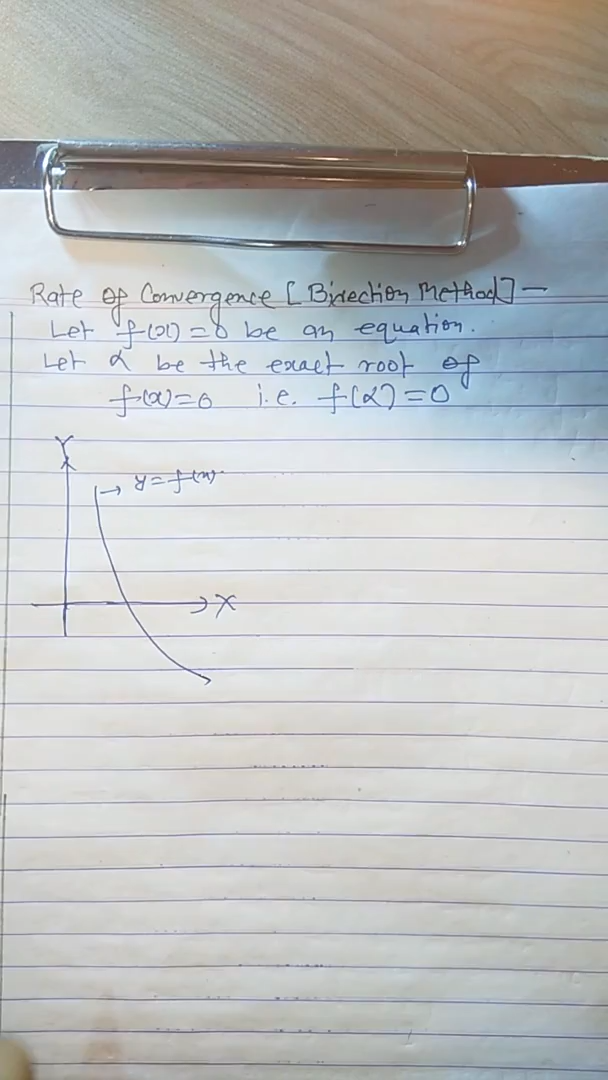 Rate of Convergence [Bisection Method] —
Let f(x) = 0 be an equation.
Let α be the exact root of
f(x) = 0 i.e. f(α) = 0
Y
→ y = f(x).
X